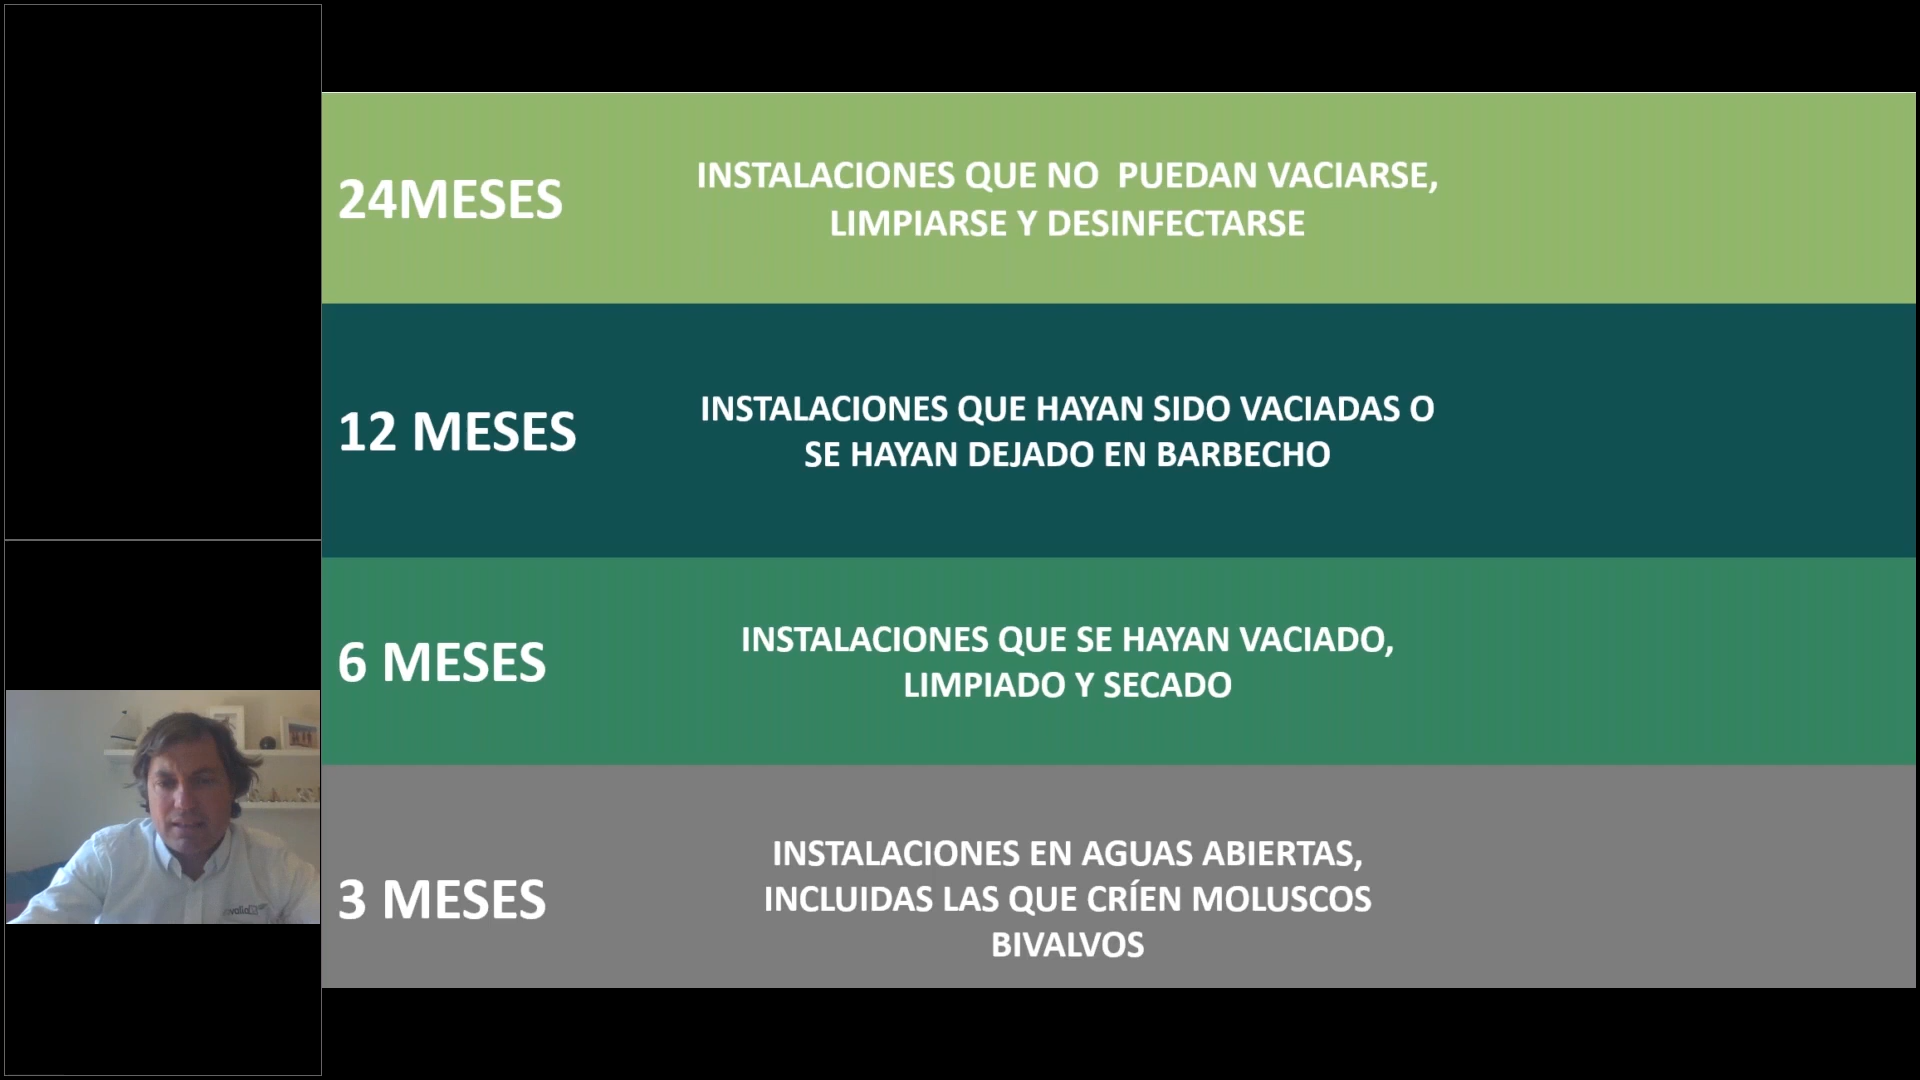 24MESES
INSTALACIONES QUE NO PUEDAN VACIARSE,
LIMPIARSE Y DESINFECTARSE
12 MESES
INSTALACIONES QUE HAYAN SIDO VACIADAS O
SE HAYAN DEJADO EN BARBECHO
6 MESES
INSTALACIONES QUE SE HAYAN VACIADO,
LIMPIADO Y SECADO
3 MESES
INSTALACIONES EN AGUAS ABIERTAS,
INCLUIDAS LAS QUE CRÍEN MOLUSCOS
BIVALVOS